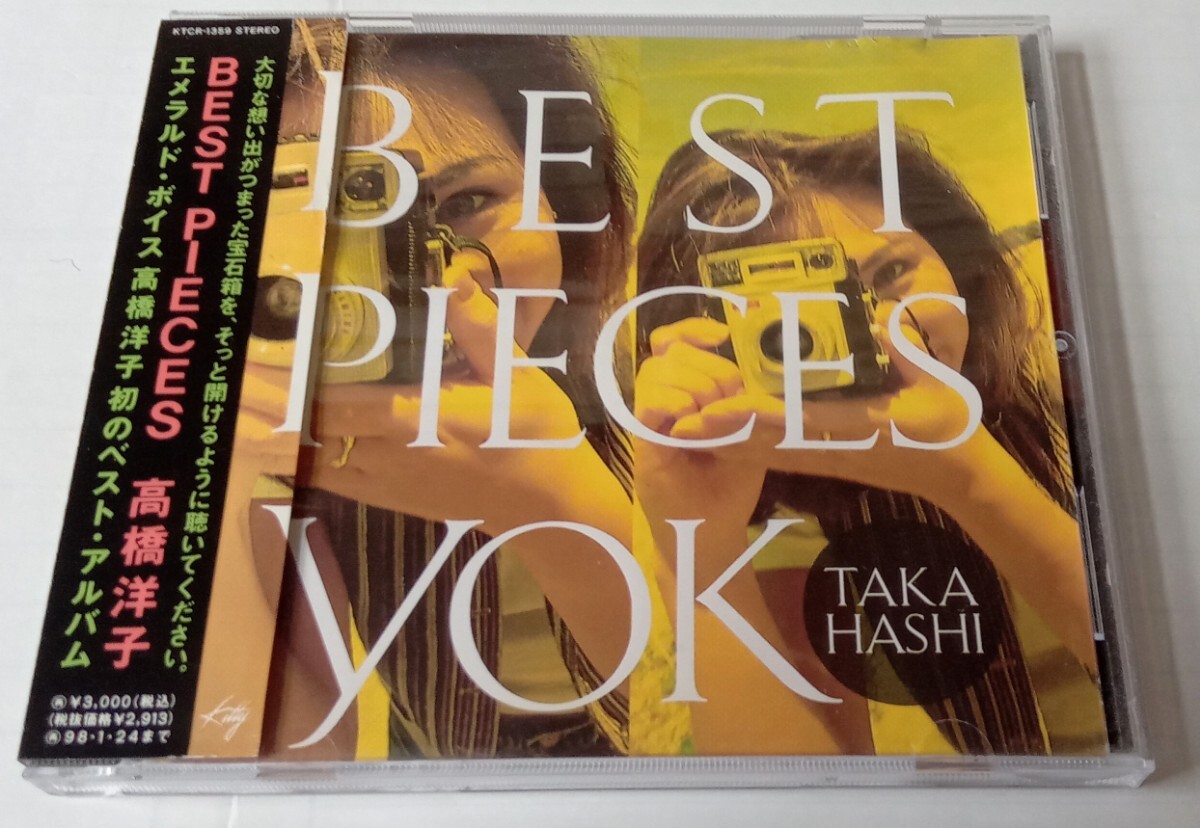 KTCR-1359 STEREO
大切な想い出がつまった宝石箱を、そっと開けるように聴いてください。
BEST PIECES 高橋洋子
エメラルド・ボイス 高橋洋子 初のベスト・アルバム
Ⓡ¥3,000(税込)
(税抜価格¥2,913)
Ⓡ98・1・24まで
Kitty
BEST
PIECES
YOK
TAKA
HASHI